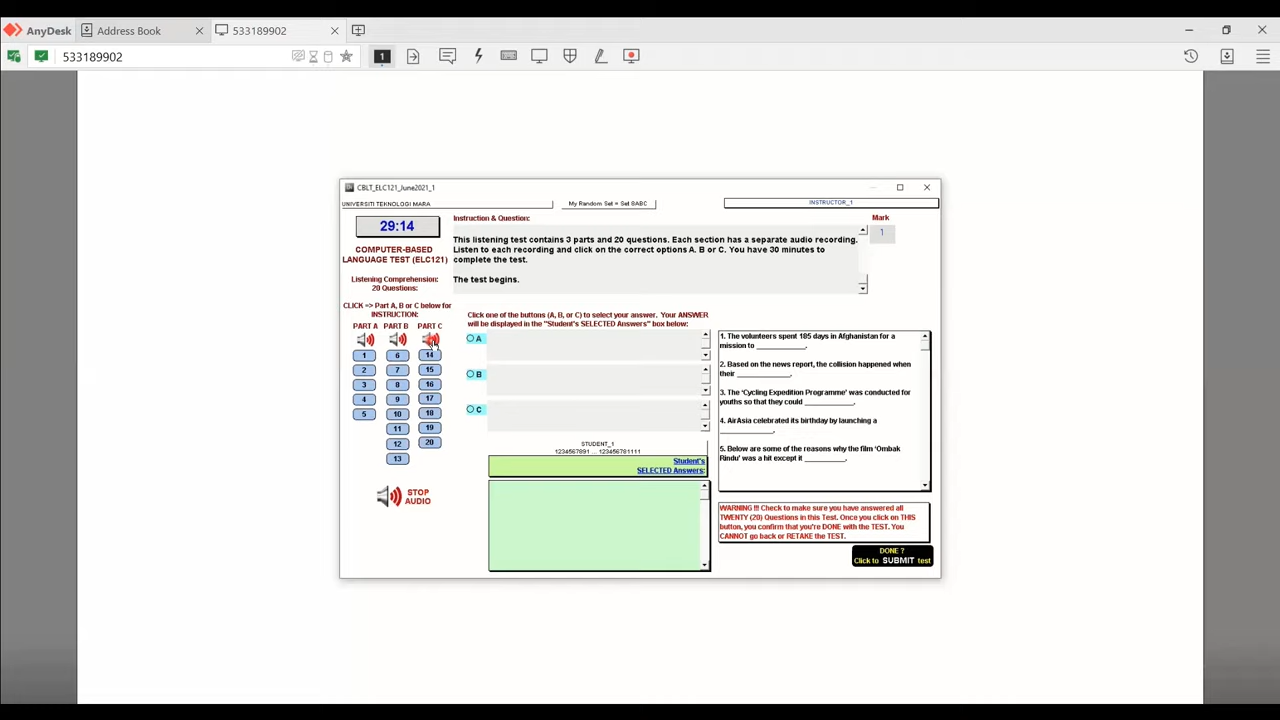 AnyDesk
Address Book
533189902
533189902
1
CBLT_ELC121_June2021_1
UNIVERSITI TEKNOLOGI MARA
My Random Set = Set 8ABC
INSTRUCTOR_1
29:14
Instruction & Question:
Mark
1
This listening test contains 3 parts and 20 questions. Each section has a separate audio recording.
Listen to each recording and click on the correct options A. B or C. You have 30 minutes to
complete the test.
The test begins.
COMPUTER-BASED
LANGUAGE TEST (ELC121)
Listening Comprehension:
20 Questions:
CLICK => Part A, B or C below for
INSTRUCTION:
PART A PART B PART C
1 6 14
2 7 15
3 8 16
4 9 17
5 10 18
11 19
12 20
13
STOP
AUDIO
Click one of the buttons (A, B, or C) to select your answer. Your ANSWER
will be displayed in the "Student's SELECTED Answers" box below:
A
B
C
STUDENT_1
1234567891 ... 123456781111
Student's
SELECTED Answers:
1. The volunteers spent 185 days in Afghanistan for a
mission to ____________.
2. Based on the news report, the collision happened when
their _____________.
3. The 'Cycling Expedition Programme' was conducted for
youths so that they could ____________.
4. AirAsia celebrated its birthday by launching a
_____________.
5. Below are some of the reasons why the film 'Ombak
Rindu' was a hit except it __________.
WARNING !!! Check to make sure you have answered all
TWENTY (20) Questions in this Test. Once you click on THIS
button, you confirm that you're DONE with the TEST. You
CANNOT go back or RETAKE the TEST.
DONE ?
Click to SUBMIT test